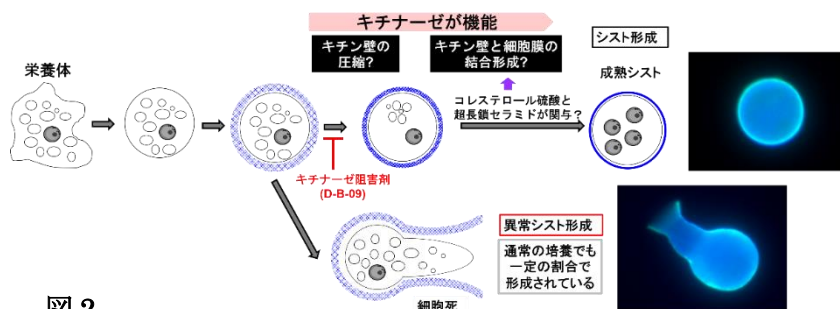 キチナーゼが機能
キチン壁の
圧縮?
キチン壁と細胞膜の
結合形成?
シスト形成
栄養体
成熟シスト
コレステロール硫酸と
超長鎖セラミドが関与?
キチナーゼ阻害剤
(D-B-09)
異常シスト形成
通常の培養でも
一定の割合で
形成されている
細胞死
図2